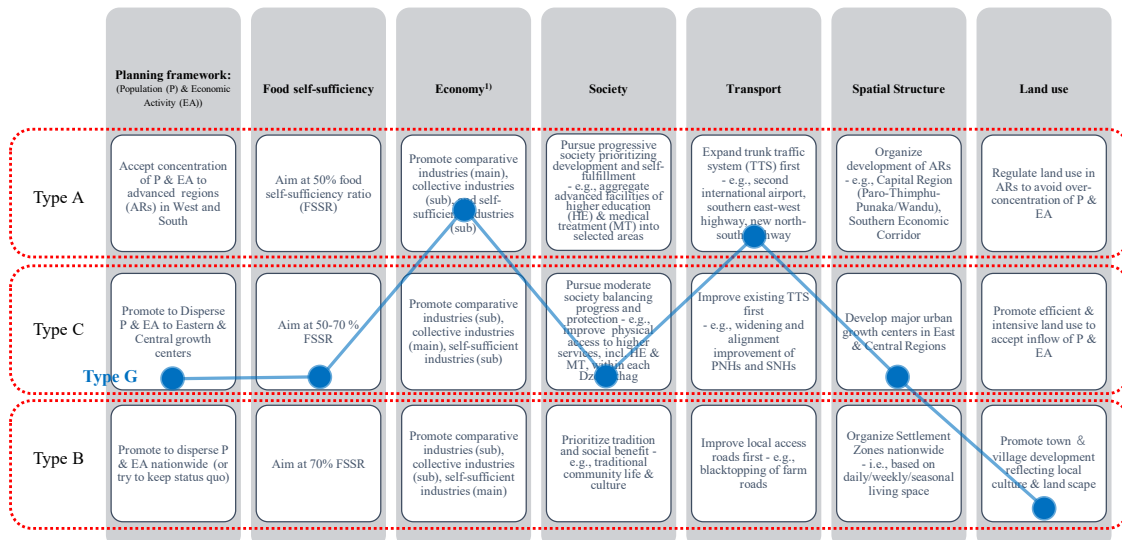 Planning framework:
(Population (P) & Economic
Activity (EA))
Food self-sufficiency
Economy1)
Society
Transport
Spatial Structure
Land use
Type A
Accept concentration
of P & EA to
advanced regions
(ARs) in West and
South
Aim at 50% food
self-sufficiency ratio
(FSSR)
Promote comparative
industries (main),
collective industries
(sub), and self-
sufficient industries
(sub)
Pursue progressive
society prioritizing
development and self-
fulfillment
- e.g., aggregate
advanced facilities of
higher education
(HE) & medical
treatment (MT) into
selected areas
Expand trunk traffic
system (TTS) first
- e.g., second
international airport,
southern east-west
highway, new north-
south highway
Organize
development of ARs
- e.g., Capital Region
(Paro-Thimphu-
Punaka/Wandu),
Southern Economic
Corridor
Regulate land use in
ARs to avoid over-
concentration of P &
EA
Type C
Promote to Disperse
P & EA to Eastern &
Central growth
centers
Aim at 50-70 %
FSSR
Promote comparative
industries (sub),
collective industries
(main), self-sufficient
industries (sub)
Pursue moderate
society balancing
progress and
protection - e.g.,
improve physical
access to higher
services, incl. HE &
MT, within each
Improve existing TTS
first
- e.g., widening and
alignment
improvement of
PNHs and SNHs
Develop major urban
growth centers in East
& Central Regions
Promote efficient &
intensive land use to
accept inflow of P &
EA
Type G
Type B
Promote to disperse
P & EA nationwide (or
try to keep status quo)
Aim at 70% FSSR
Promote comparative
industries (sub),
collective industries
(sub), self-sufficient
industries (main)
Prioritize tradition
and social benefit -
e.g., traditional
community life &
culture
Improve local access
roads first - e.g.,
blacktopping of farm
roads
Organize Settlement
Zones nationwide
- i.e., based on
daily/weekly/seasonal
living space
Promote town &
village development
reflecting local
culture & land scape